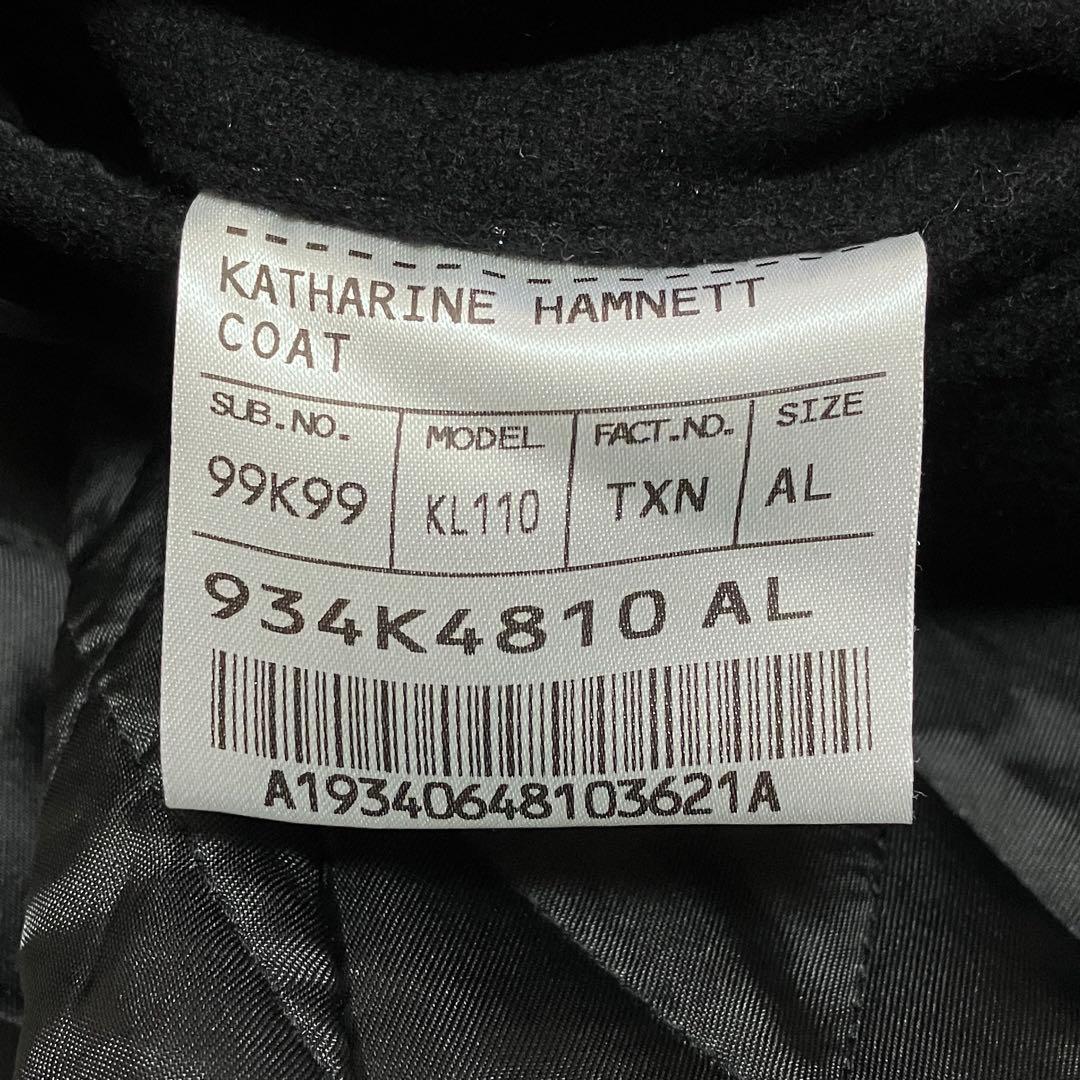 KATHARINE HAMNETT
COAT
SUB.NO. MODEL FACT.NO. SIZE
99K99 KL110 TXN AL
934K4810 AL
A19340648103621A